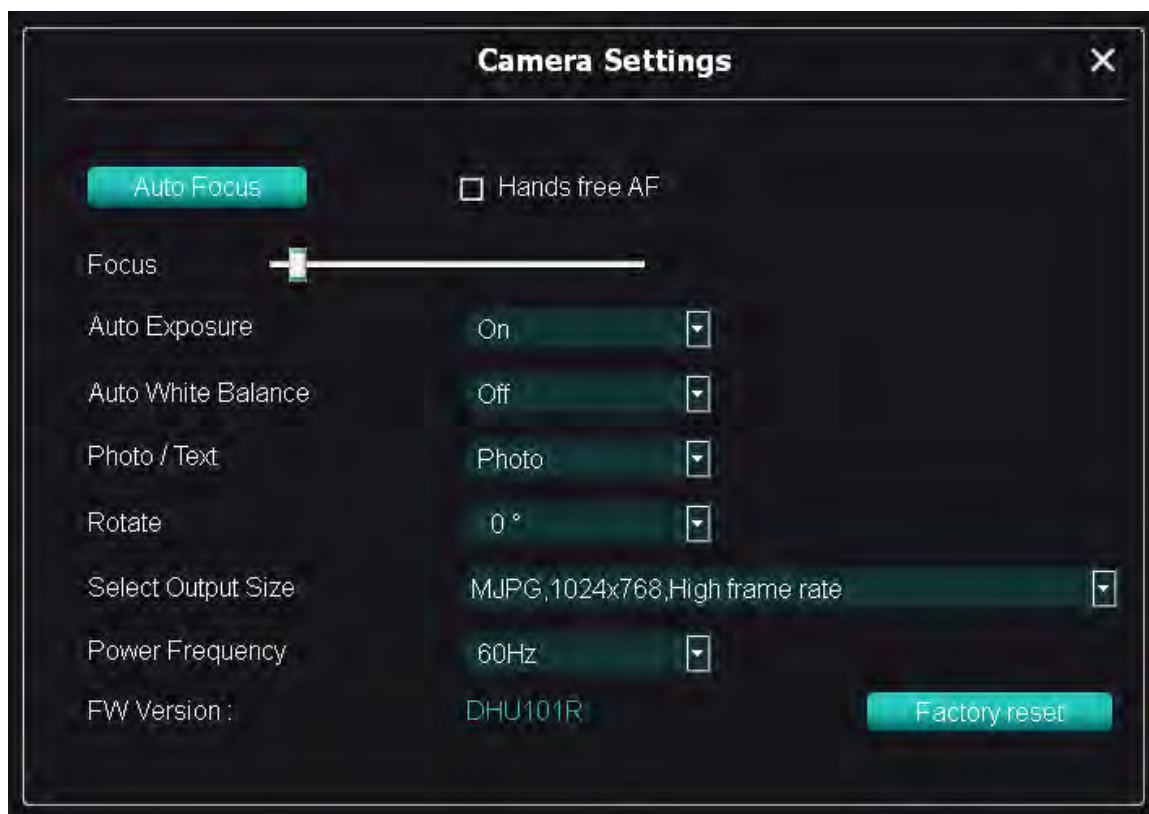 Camera Settings
Auto Focus
Hands free AF
Focus
Auto Exposure On
Auto White Balance Off
Photo / Text Photo
Rotate 0 °
Select Output Size MJPG,1024x768,High frame rate
Power Frequency 60Hz
FW Version : DHU101R Factory reset